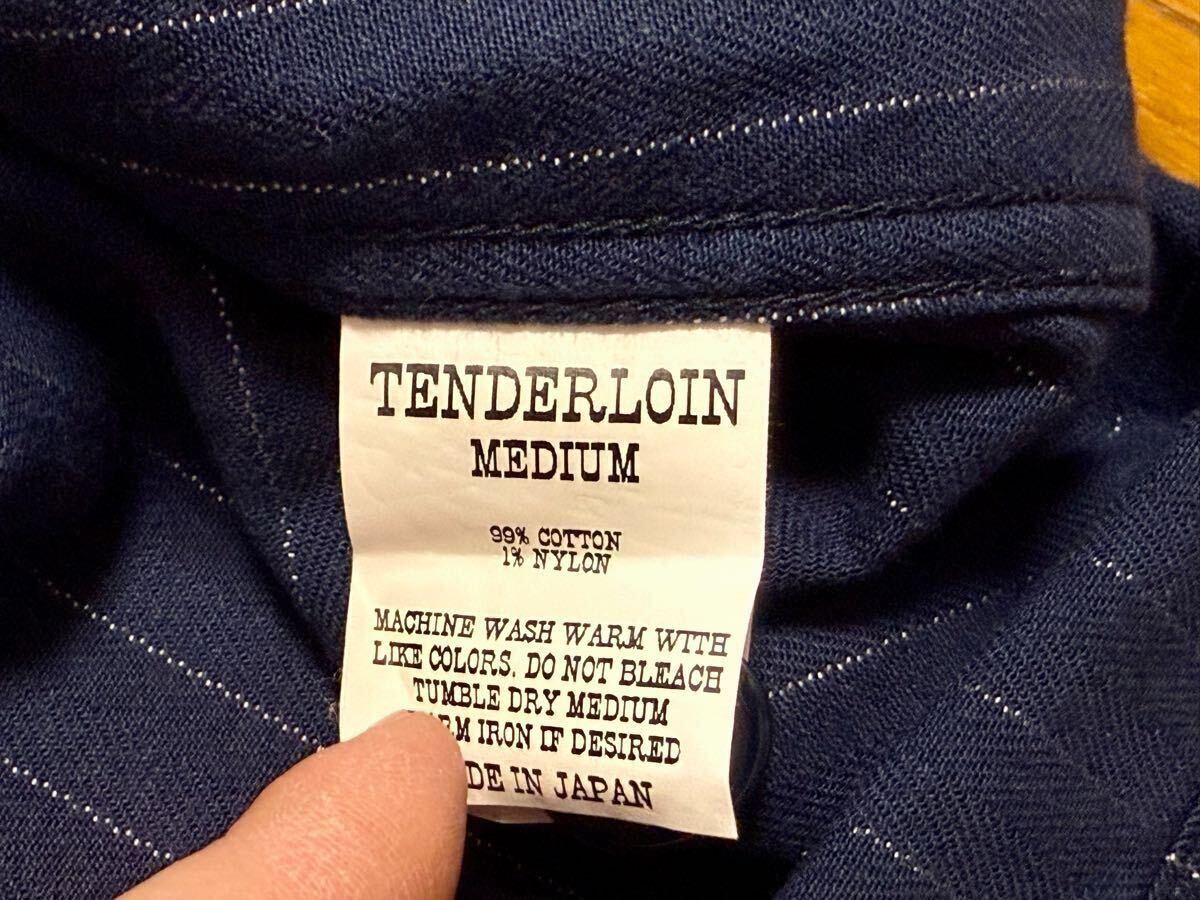 TENDERLOIN
MEDIUM
99% COTTON
1% NYLON
MACHINE WASH WARM WITH
LIKE COLORS. DO NOT BLEACH
TUMBLE DRY MEDIUM
IRON IF DESIRED
IN JAPAN